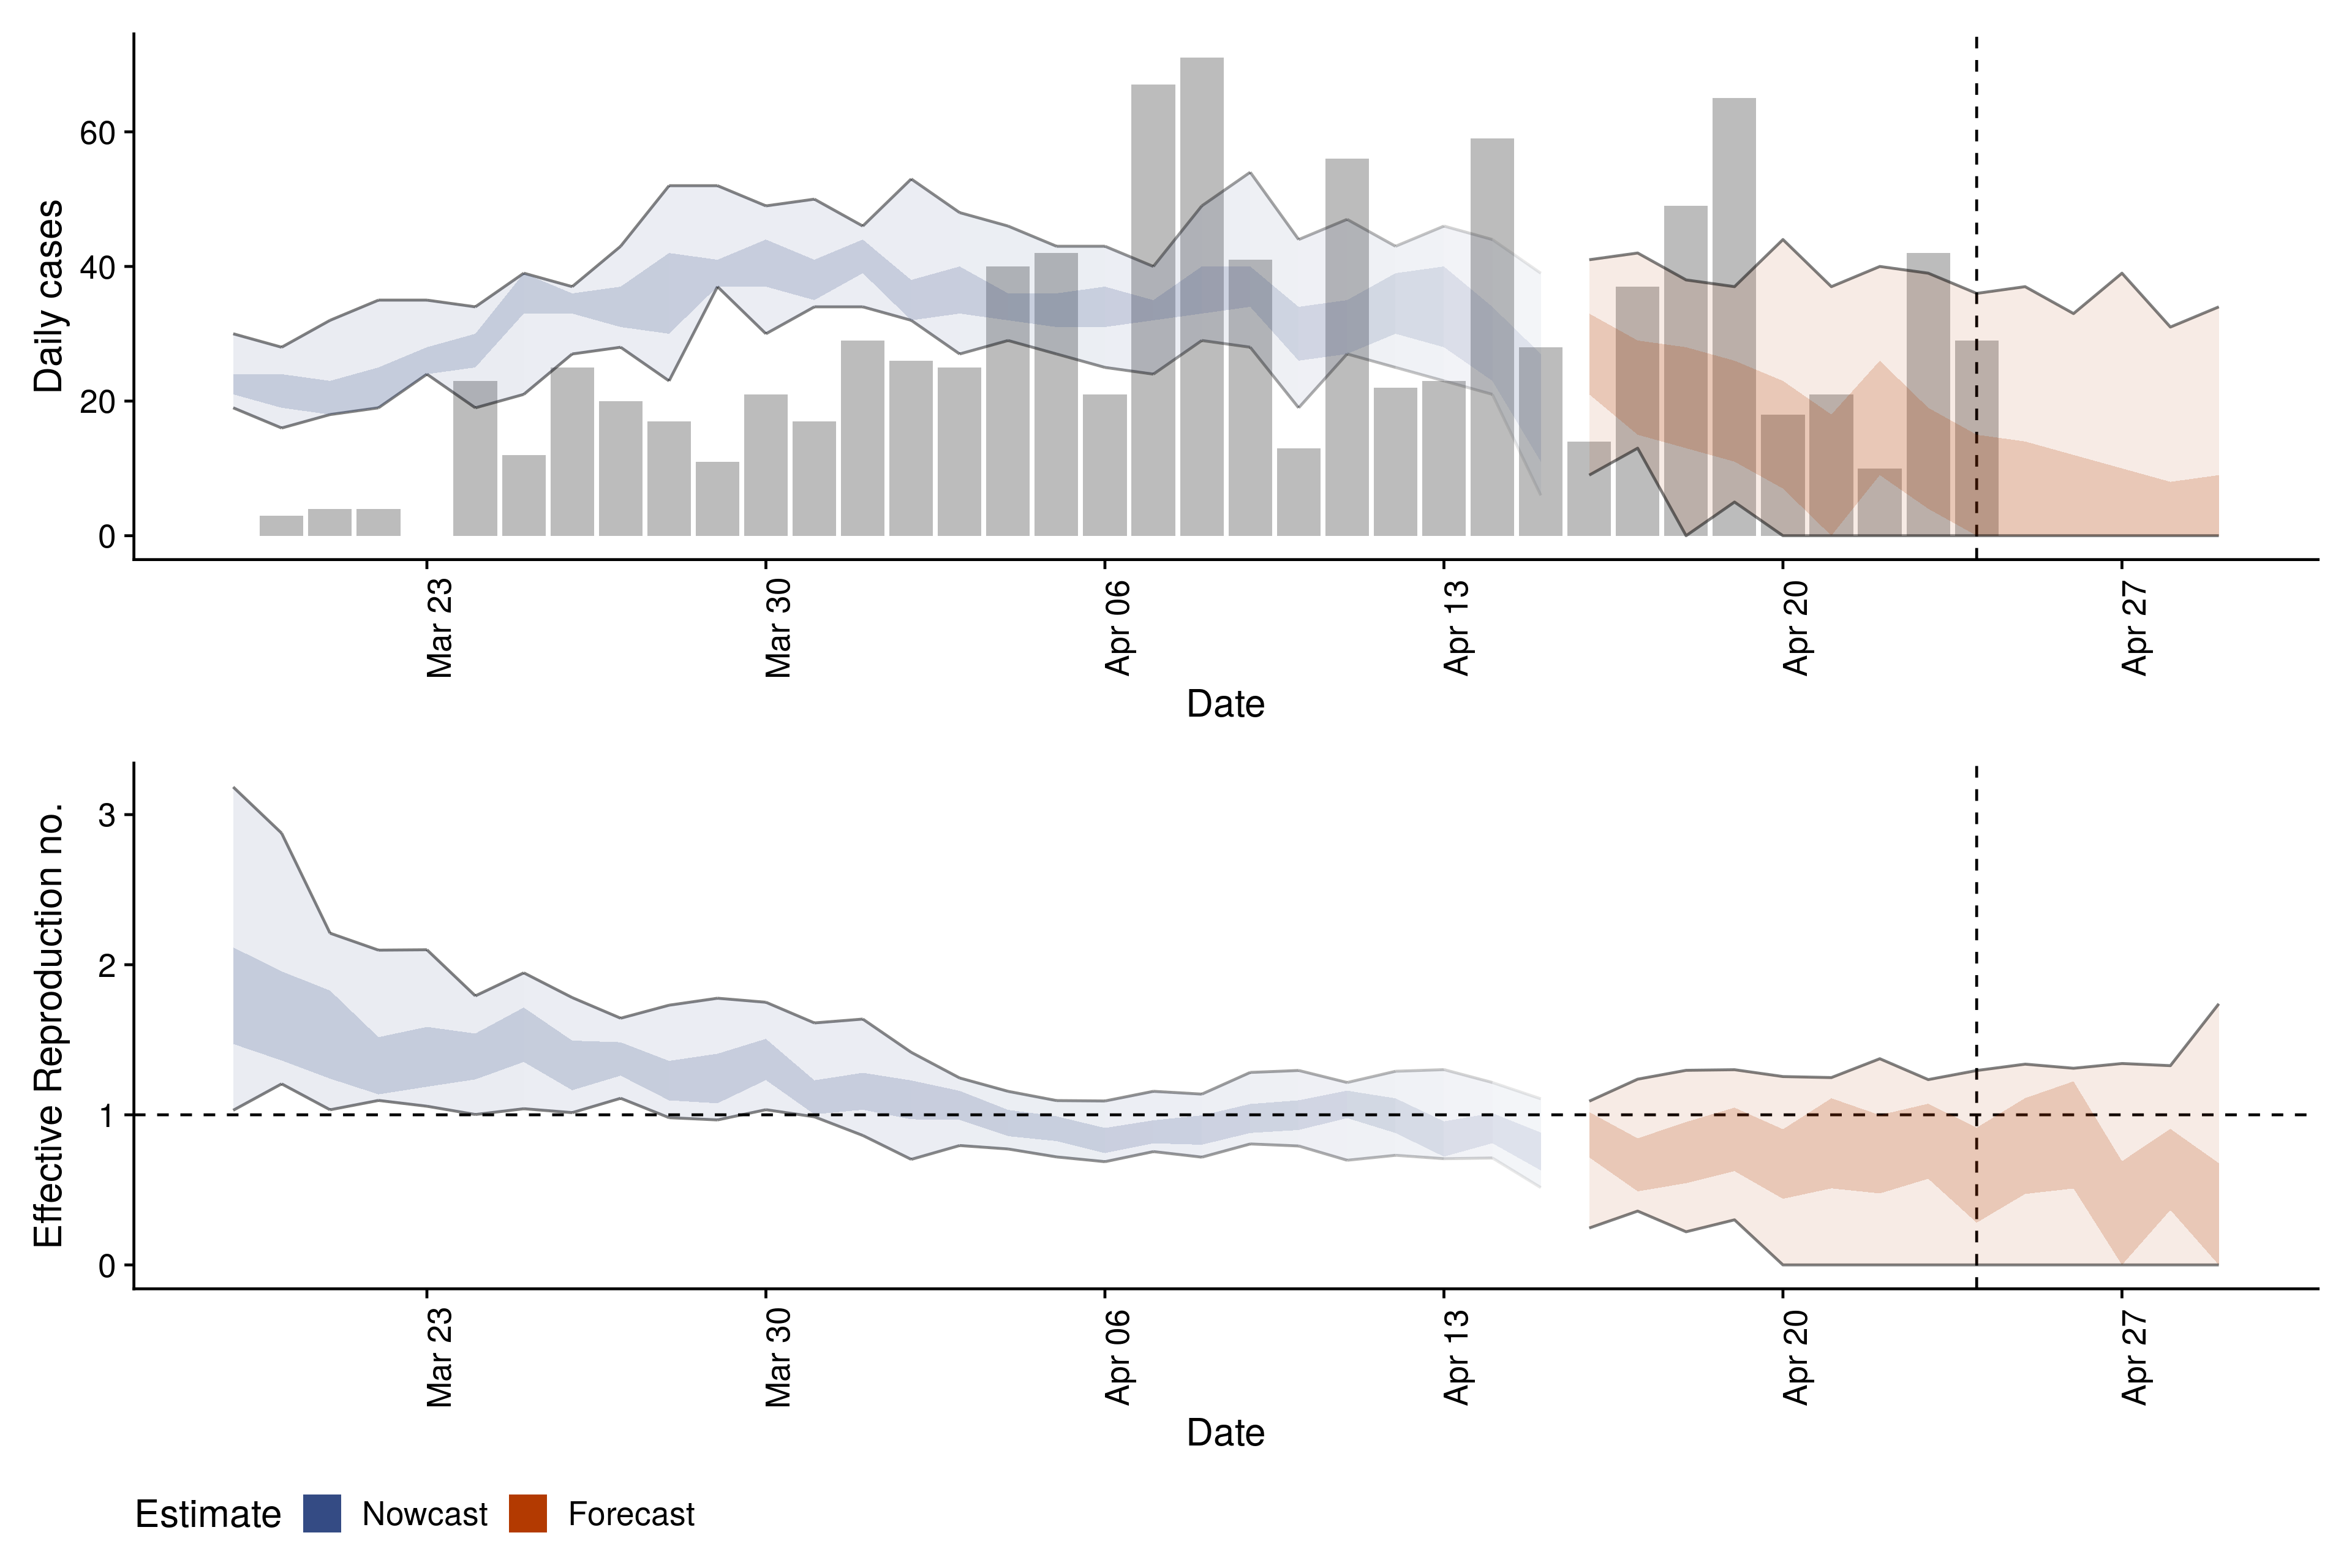 Daily cases
60
40
20
0
Mar 23
Mar 30
Apr 06
Apr 13
Apr 20
Apr 27
Date
Effective Reproduction no.
3
2
1
0
Mar 23
Mar 30
Apr 06
Apr 13
Apr 20
Apr 27
Date
Estimate Nowcast Forecast